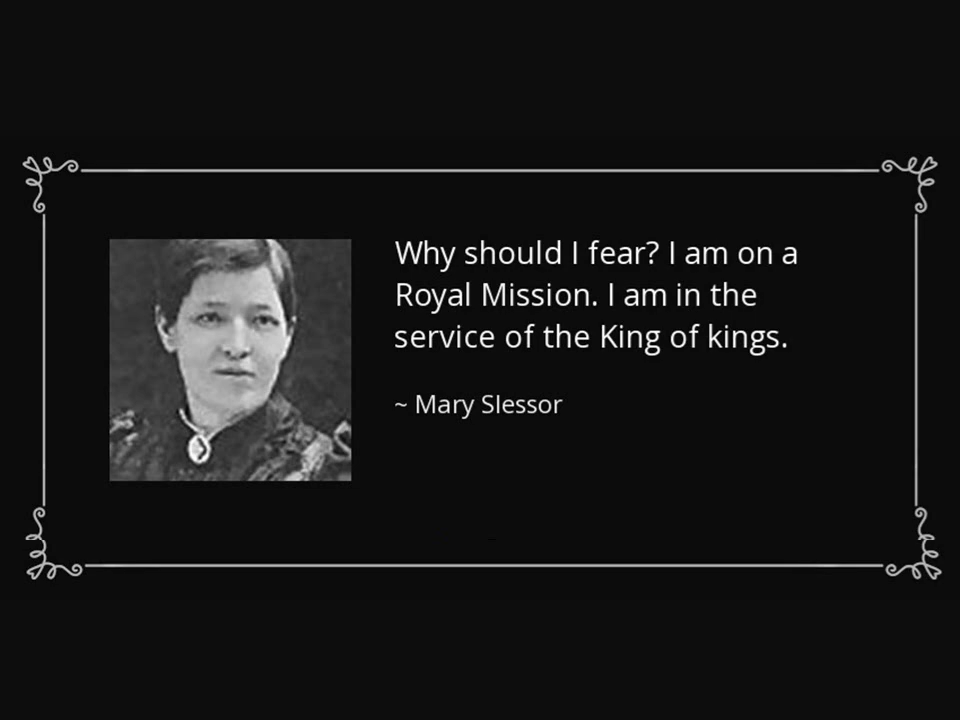 Why should I fear? I am on a
Royal Mission. I am in the
service of the King of kings.
~ Mary Slessor